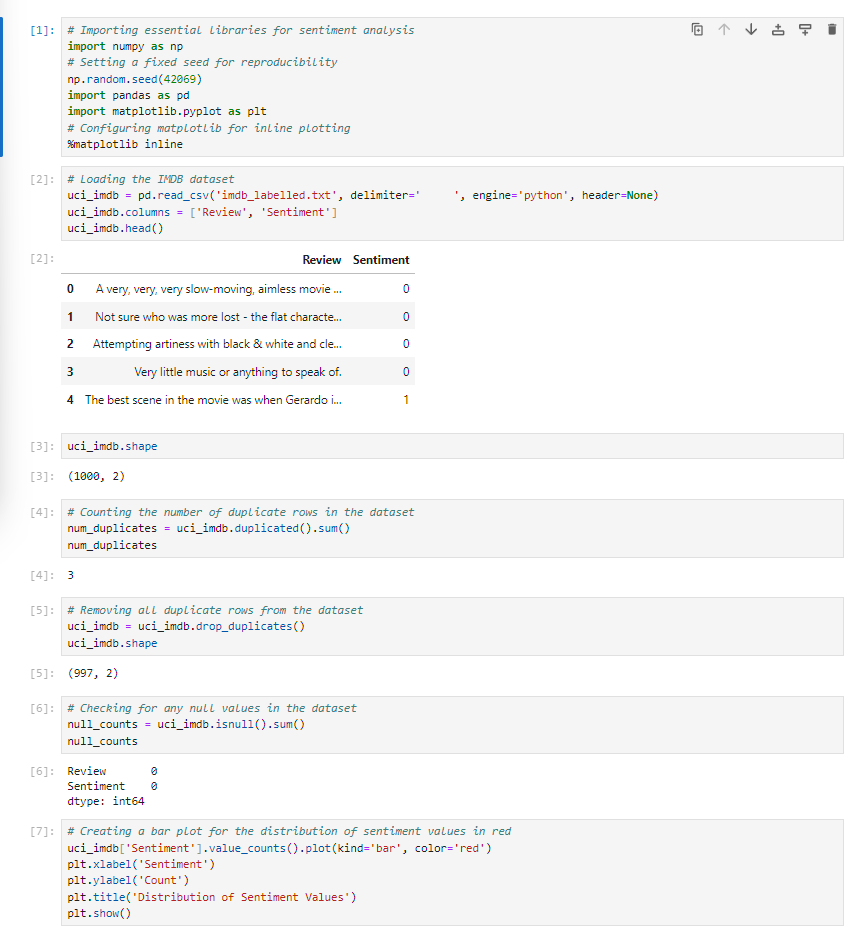 [1]: # Importing essential libraries for sentiment analysis
import numpy as np
# Setting a fixed seed for reproducibility
np.random.seed(42069)
import pandas as pd
import matplotlib.pyplot as plt
# Configuring matplotlib for inline plotting
%matplotlib inline
[2]: # Loading the IMDB dataset
uci_imdb = pd.read_csv('imdb_labelled.txt', delimiter='     ', engine='python', header=None)
uci_imdb.columns = ['Review', 'Sentiment']
uci_imdb.head()
[2]: Review Sentiment
0 A very, very, very slow-moving, aimless movie ... 0
1 Not sure who was more lost - the flat characte... 0
2 Attempting artiness with black & white and cle... 0
3 Very little music or anything to speak of. 0
4 The best scene in the movie was when Gerardo i... 1
[3]: uci_imdb.shape
[3]: (1000, 2)
[4]: # Counting the number of duplicate rows in the dataset
num_duplicates = uci_imdb.duplicated().sum()
num_duplicates
[4]: 3
[5]: # Removing all duplicate rows from the dataset
uci_imdb = uci_imdb.drop_duplicates()
uci_imdb.shape
[5]: (997, 2)
[6]: # Checking for any null values in the dataset
null_counts = uci_imdb.isnull().sum()
null_counts
[6]: Review 0
Sentiment 0
dtype: int64
[7]: # Creating a bar plot for the distribution of sentiment values in red
uci_imdb['Sentiment'].value_counts().plot(kind='bar', color='red')
plt.xlabel('Sentiment')
plt.ylabel('Count')
plt.title('Distribution of Sentiment Values')
plt.show()